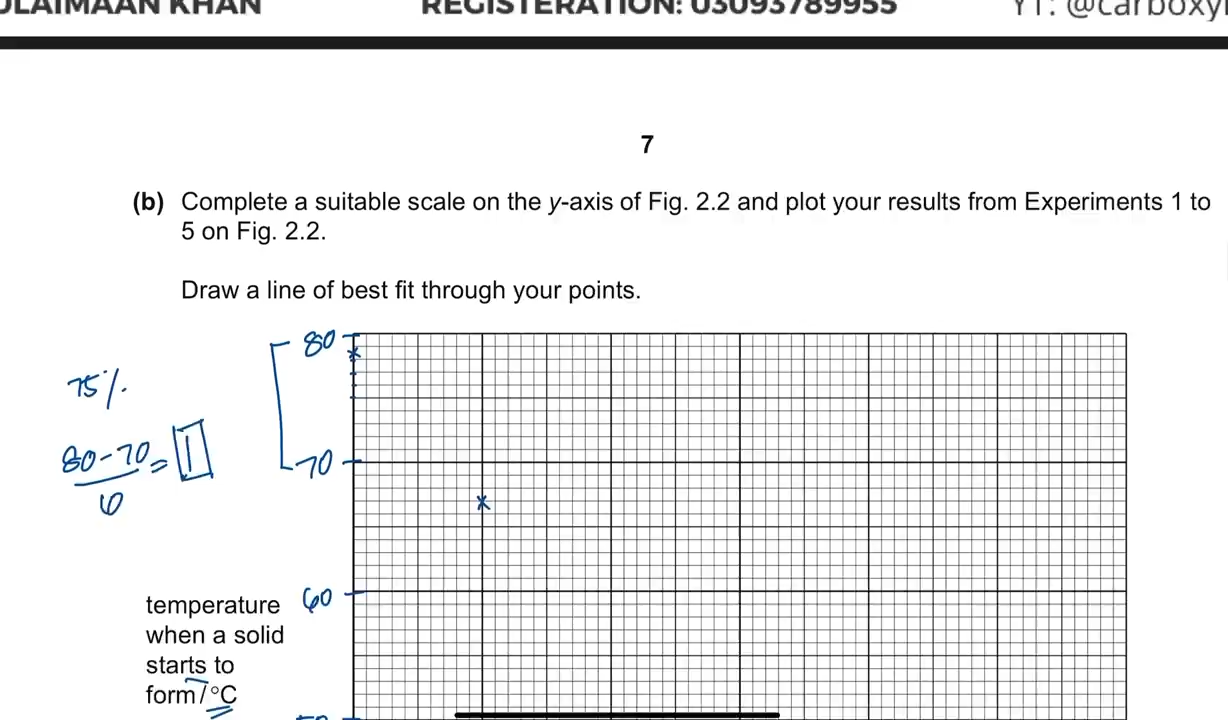 ULAIMAAN KHAN REGISTERATION: 03093789955 YT: @carboxyl
7
(b) Complete a suitable scale on the y-axis of Fig. 2.2 and plot your results from Experiments 1 to
5 on Fig. 2.2.
Draw a line of best fit through your points.
80
75%
80-70 = 1
70
60
temperature
when a solid
starts to
form / °C